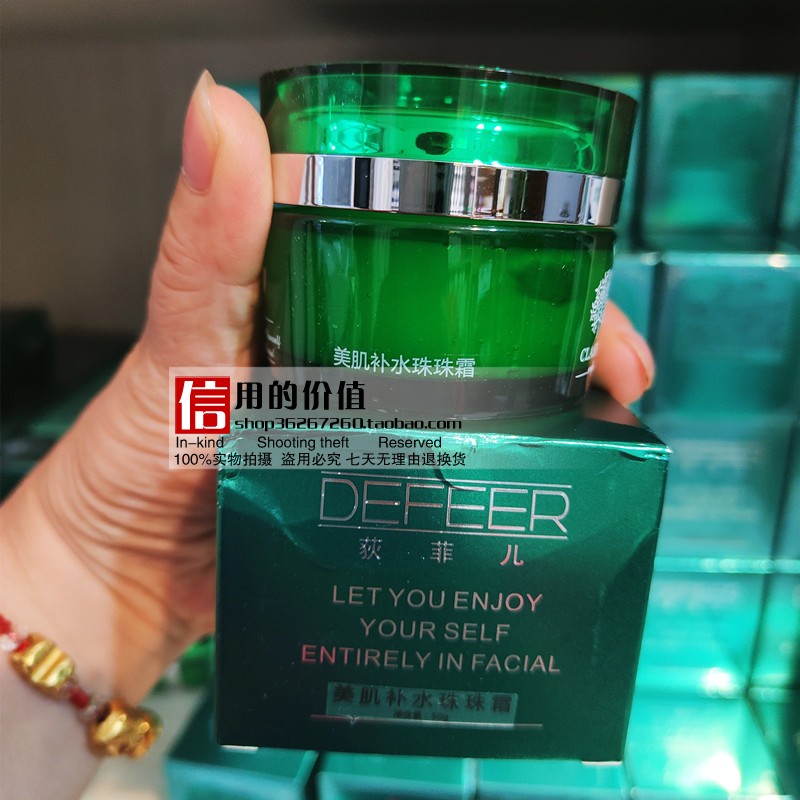 美肌补水珠珠霜
信用的价值
shop36267260.taobao.com
In-kind Shooting theft Reserved
100%实物拍摄 盗用必究 七天无理由退换货
DEFEER
荻菲儿
LET YOU ENJOY
YOUR SELF
ENTIRELY IN FACIAL
美肌补水珠珠霜